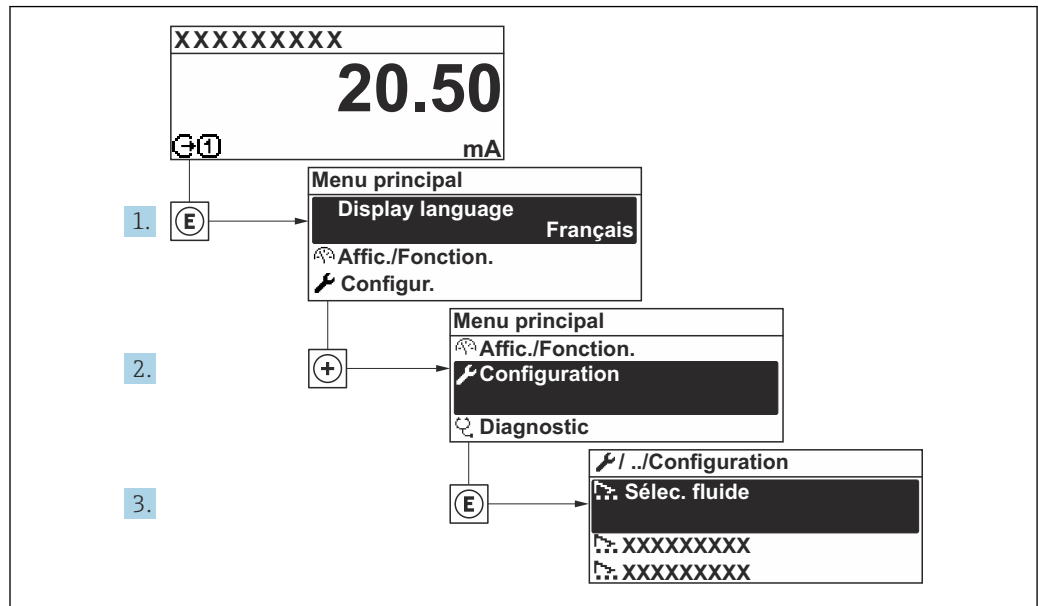 XXXXXXXXX
20.50
1 mA
1. E
Menu principal
Display language
Français
Affic./Fonction.
Configur.
2. +
Menu principal
Affic./Fonction.
Configuration
Diagnostic
3. E
/ ../Configuration
Sélec. fluide
XXXXXXXXX
XXXXXXXXX